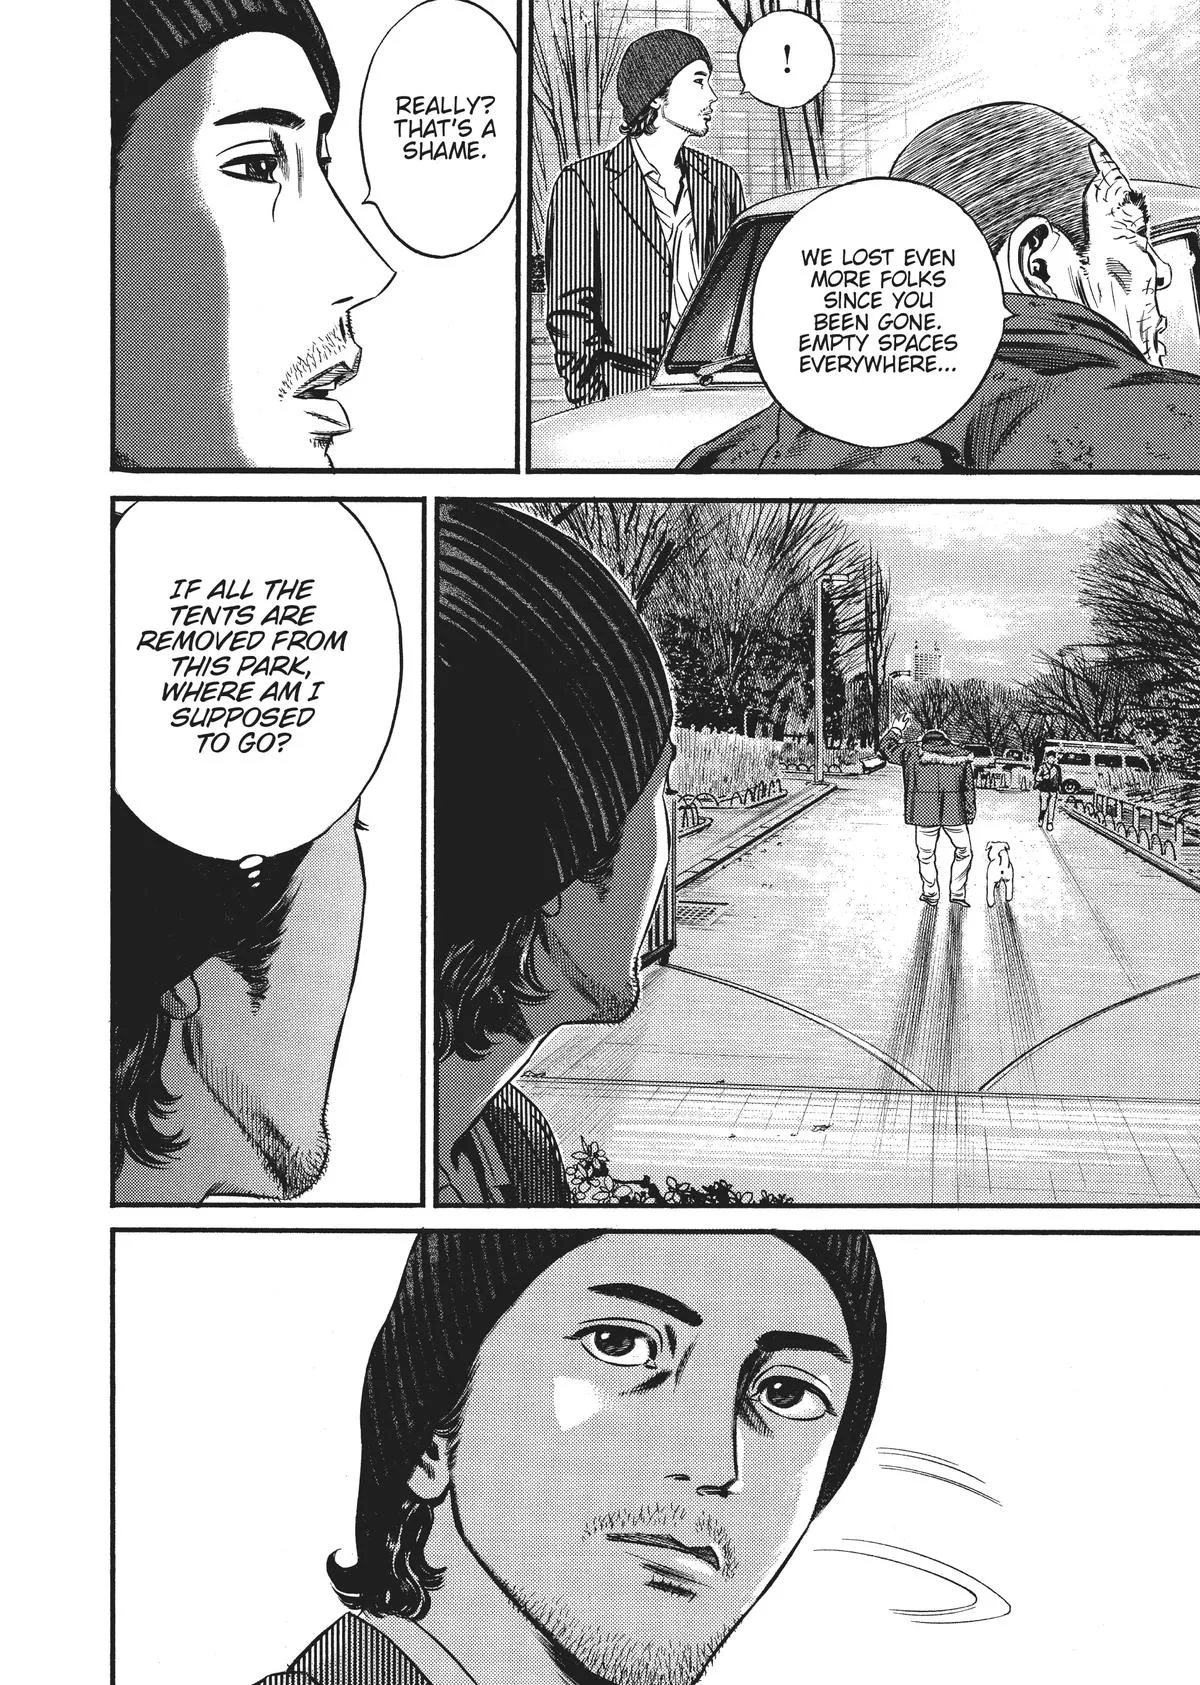 !
WE LOST EVEN
MORE FOLKS
SINCE YOU
BEEN GONE.
EMPTY SPACES
EVERYWHERE...
REALLY?
THAT'S A
SHAME.
IF ALL THE
TENTS ARE
REMOVED FROM
THIS PARK,
WHERE AM I
SUPPOSED
TO GO?